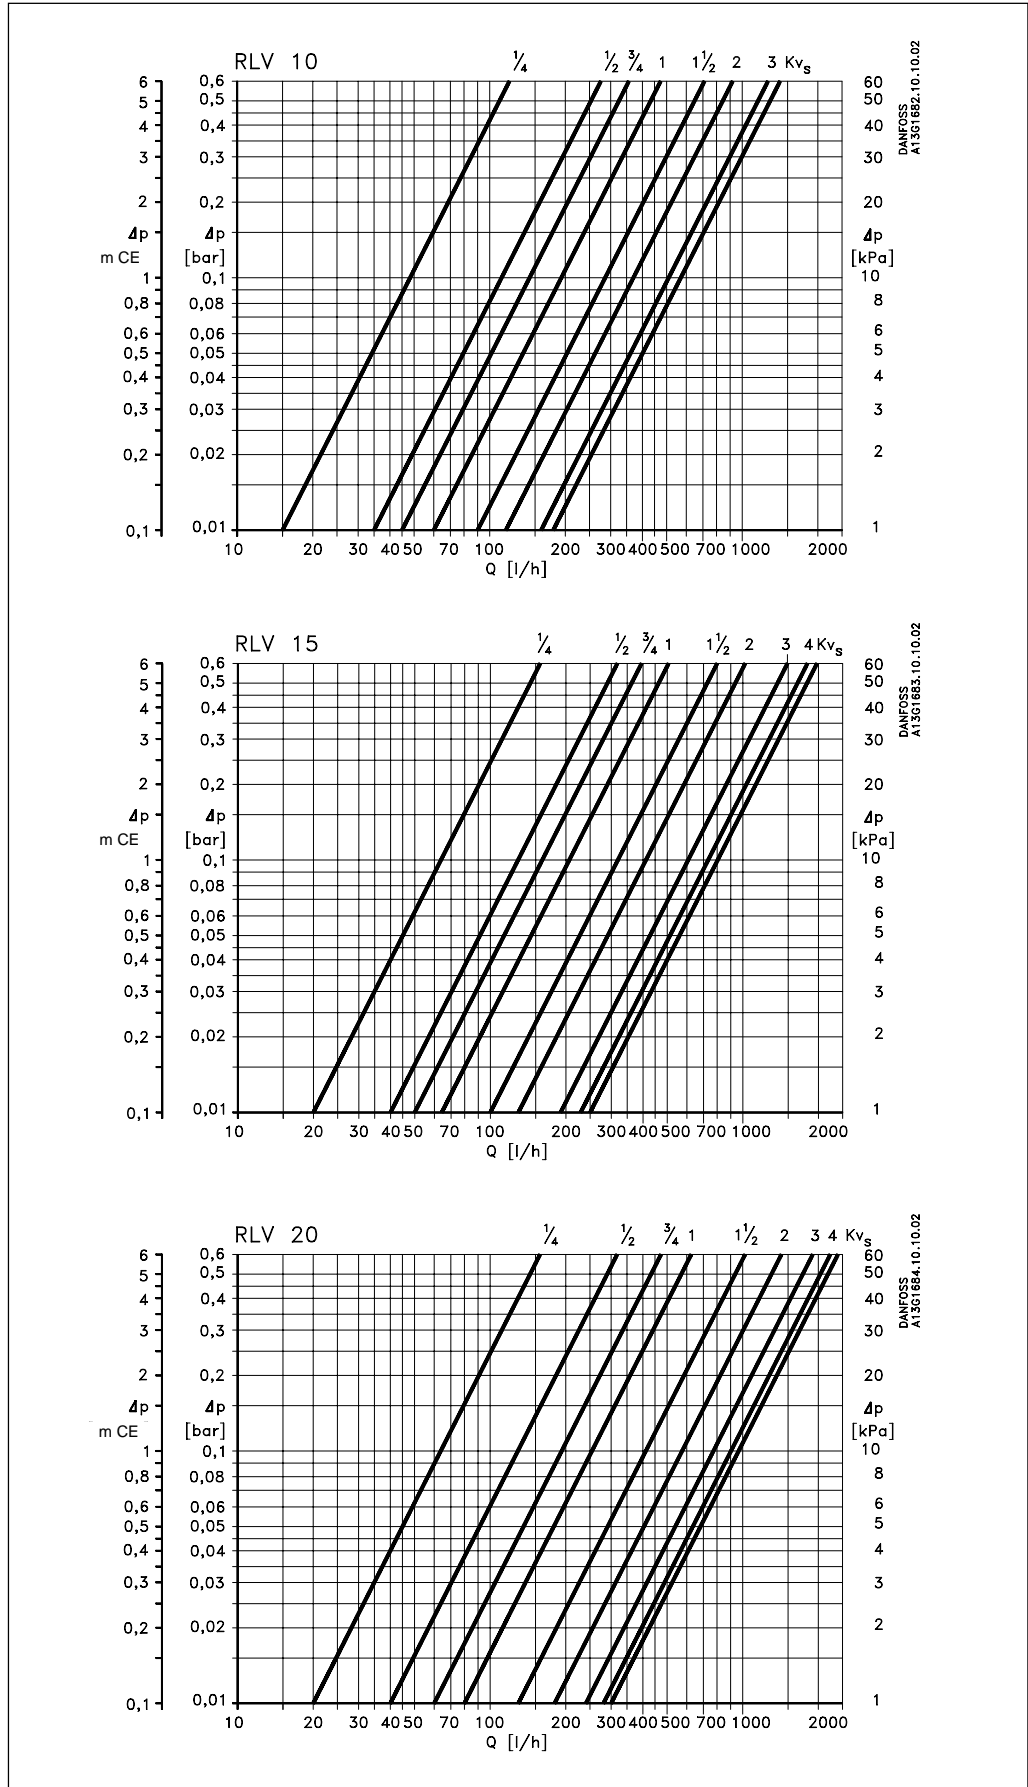 RLV 10 ¼ ½ ¾ 1 1½ 2 3 Kvs
6 0,6 60
5 0,5 50
4 0,4 40
3 0,3 30
2 0,2 20
Δp Δp Δp
m CE [bar] [kPa]
1 0,1 10
0,8 0,08 8
0,6 0,06 6
0,5 0,05 5
0,4 0,04 4
0,3 0,03 3
0,2 0,02 2
0,1 0,01 1
10 20 30 40 50 70 100 200 300 400 500 700 1000 2000
Q [l/h]
DANFOSS
A13G1682.10.10.02
RLV 15 ¼ ½ ¾ 1 1½ 2 3 4 Kvs
6 0,6 60
5 0,5 50
4 0,4 40
3 0,3 30
2 0,2 20
Δp Δp Δp
m CE [bar] [kPa]
1 0,1 10
0,8 0,08 8
0,6 0,06 6
0,5 0,05 5
0,4 0,04 4
0,3 0,03 3
0,2 0,02 2
0,1 0,01 1
10 20 30 40 50 70 100 200 300 400 500 700 1000 2000
Q [l/h]
DANFOSS
A13G1683.10.10.02
RLV 20 ¼ ½ ¾ 1 1½ 2 3 4 Kvs
6 0,6 60
5 0,5 50
4 0,4 40
3 0,3 30
2 0,2 20
Δp Δp Δp
m CE [bar] [kPa]
1 0,1 10
0,8 0,08 8
0,6 0,06 6
0,5 0,05 5
0,4 0,04 4
0,3 0,03 3
0,2 0,02 2
0,1 0,01 1
10 20 30 40 50 70 100 200 300 400 500 700 1000 2000
Q [l/h]
DANFOSS
A13G1684.10.10.02